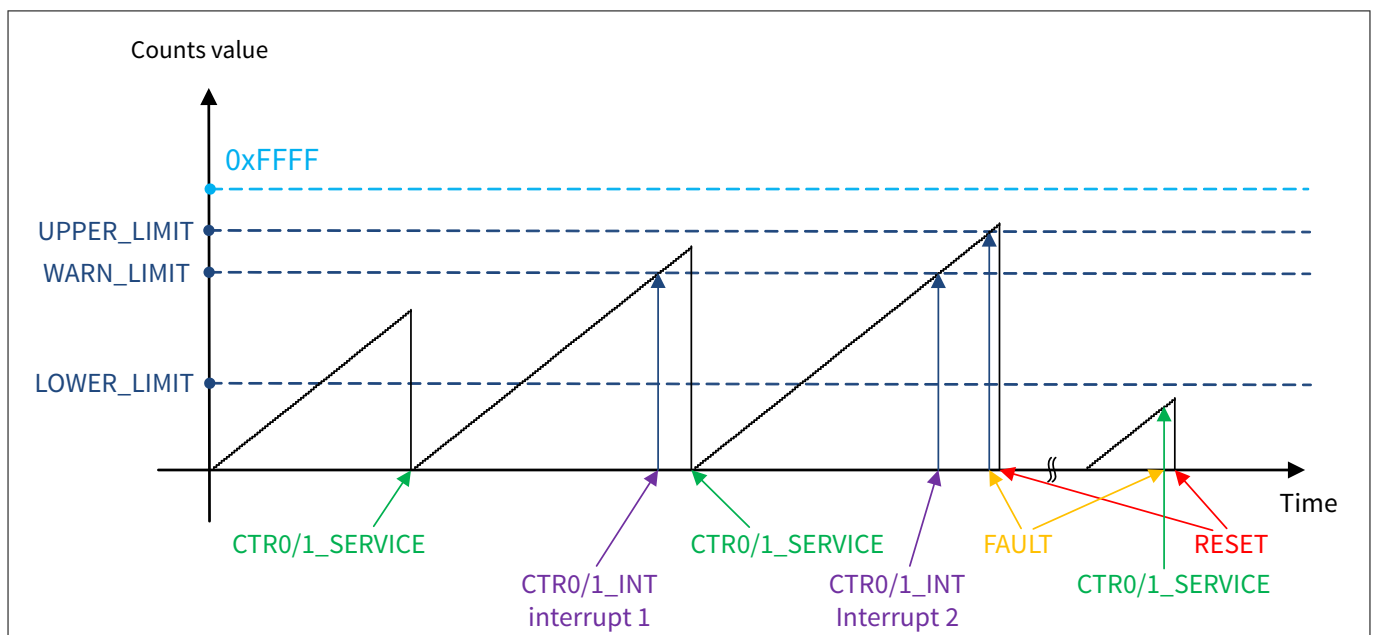 Counts value
0xFFFF
UPPER_LIMIT
WARN_LIMIT
LOWER_LIMIT
Time
CTR0/1_SERVICE
CTR0/1_SERVICE
FAULT
RESET
CTR0/1_INT
interrupt 1
CTR0/1_INT
Interrupt 2
CTR0/1_SERVICE